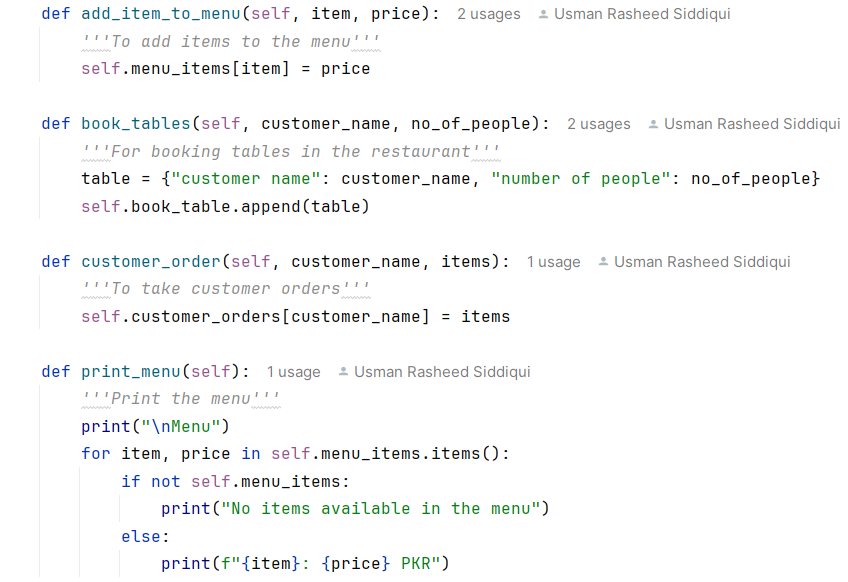 def add_item_to_menu(self, item, price):  2 usages  Usman Rasheed Siddiqui
    '''To add items to the menu'''
    self.menu_items[item] = price

def book_tables(self, customer_name, no_of_people):  2 usages  Usman Rasheed Siddiqui
    '''For booking tables in the restaurant'''
    table = {"customer name": customer_name, "number of people": no_of_people}
    self.book_table.append(table)

def customer_order(self, customer_name, items):  1 usage  Usman Rasheed Siddiqui
    '''To take customer orders'''
    self.customer_orders[customer_name] = items

def print_menu(self):  1 usage  Usman Rasheed Siddiqui
    '''Print the menu'''
    print("\nMenu")
    for item, price in self.menu_items.items():
        if not self.menu_items:
            print("No items available in the menu")
        else:
            print(f"{item}: {price} PKR")